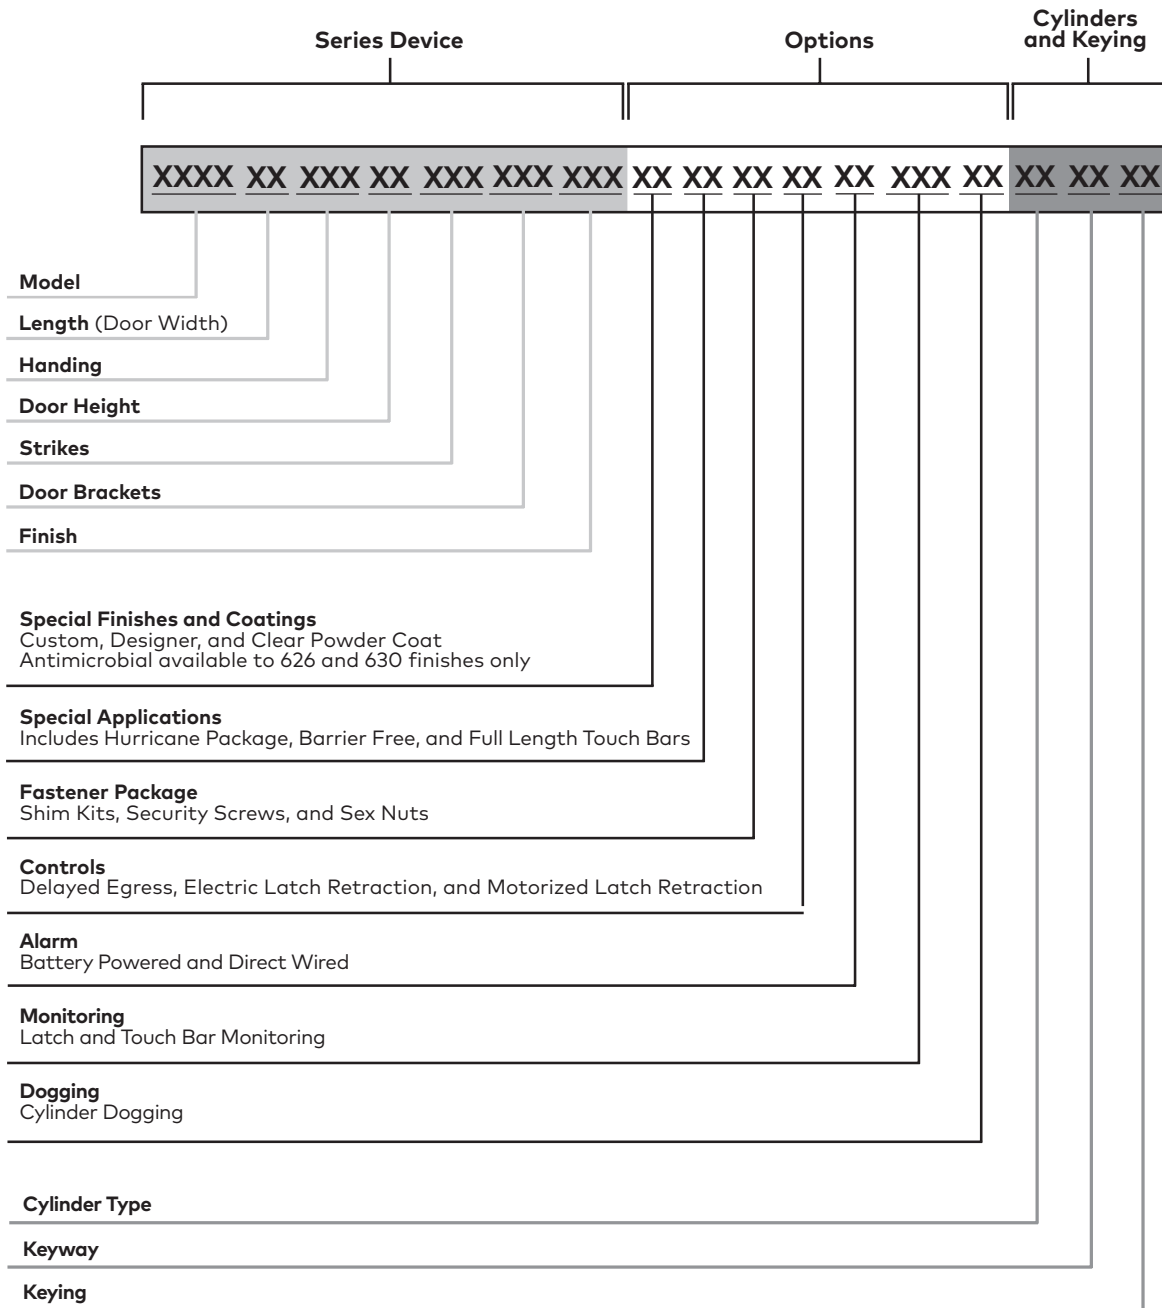 Cylinders
and Keying
Series Device
Options
XXXX XX XXX XX XXX XXX XXX XX XX XX XX XX XXX XX XX XX XX
Model
Length (Door Width)
Handing
Door Height
Strikes
Door Brackets
Finish
Special Finishes and Coatings
Custom, Designer, and Clear Powder Coat
Antimicrobial available to 626 and 630 finishes only
Special Applications
Includes Hurricane Package, Barrier Free, and Full Length Touch Bars
Fastener Package
Shim Kits, Security Screws, and Sex Nuts
Controls
Delayed Egress, Electric Latch Retraction, and Motorized Latch Retraction
Alarm
Battery Powered and Direct Wired
Monitoring
Latch and Touch Bar Monitoring
Dogging
Cylinder Dogging
Cylinder Type
Keyway
Keying